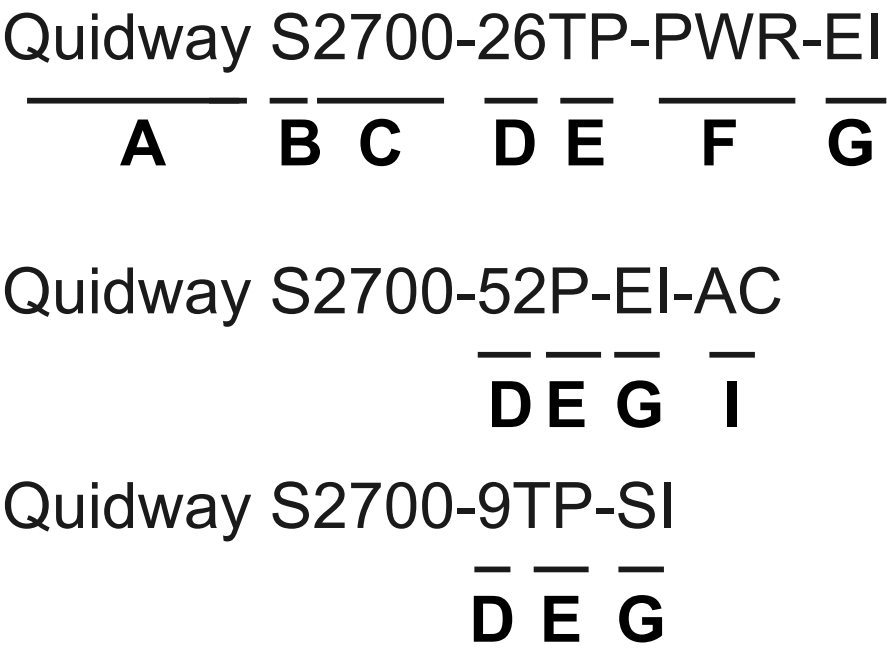 Quidway S2700-26TP-PWR-EI
A B C D E F G
Quidway S2700-52P-EI-AC
D E G I
Quidway S2700-9TP-SI
D E G